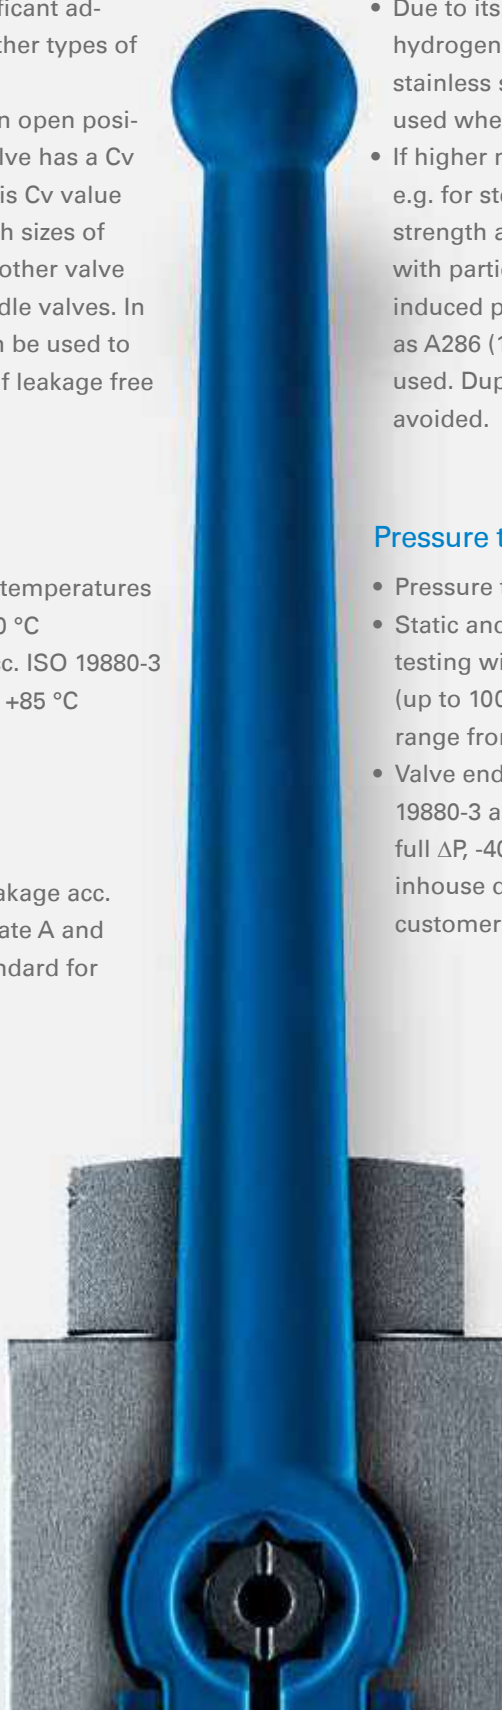 ficant ad-
ther types of
n open posi-
lve has a Cv
is Cv value
h sizes of
other valve
dle valves. In
n be used to
f leakage free
temperatures
0 °C
c. ISO 19880-3
+85 °C
akage acc.
ate A and
ndard for
• Due to its
hydrogen
stainless s
used whe
• If higher
e.g. for ste
strength a
with partic
induced p
as A286 (1
used. Dup
avoided.
Pressure t
• Pressure
• Static and
testing wi
(up to 100
range from
• Valve end
19880-3 a
full ΔP, -40
inhouse
customer